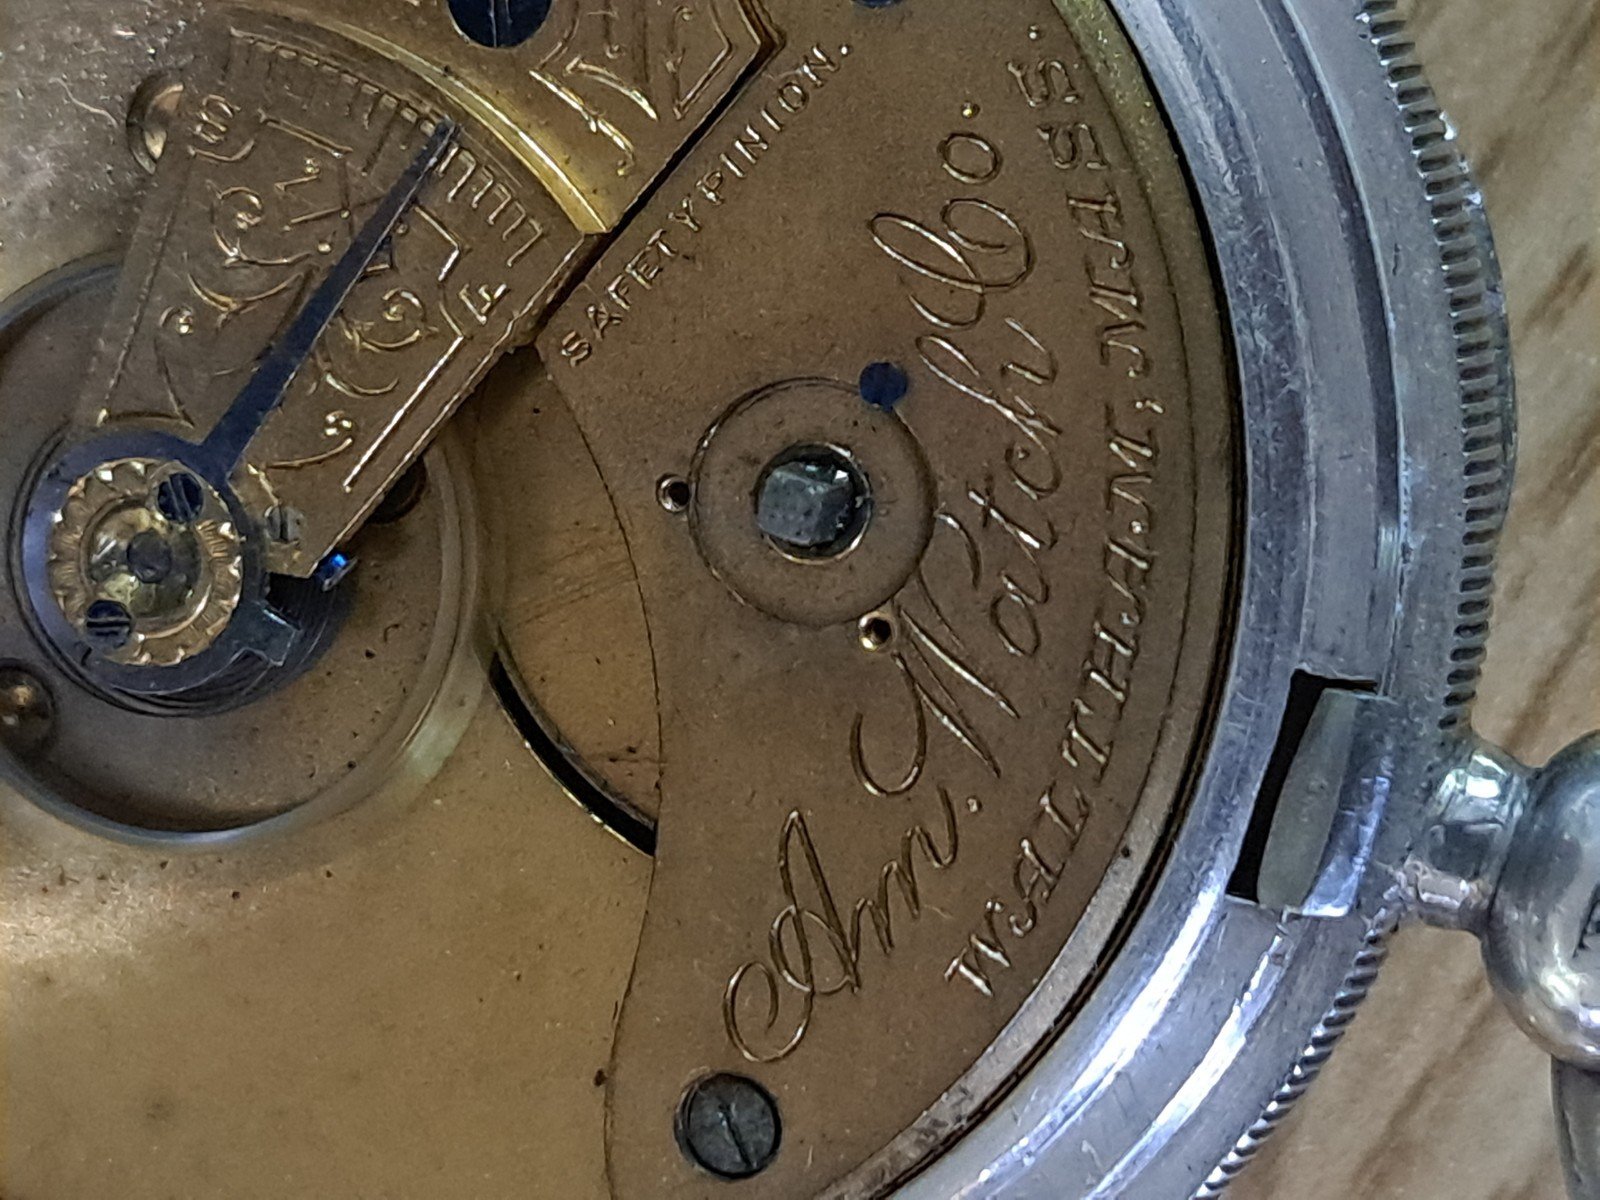 SAFETY PINION.
Am. Watch Co.
WALTHAM, MASS.
S
F